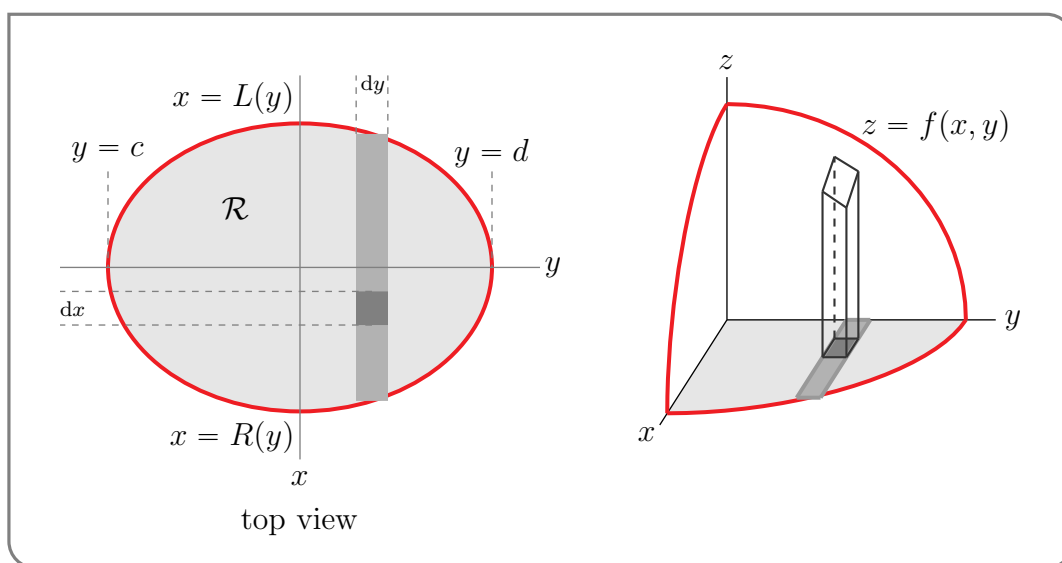 dy
x = L(y)
y = c
y = d
ℛ
y
dx
x = R(y)
x
top view
z
z = f(x, y)
y
x